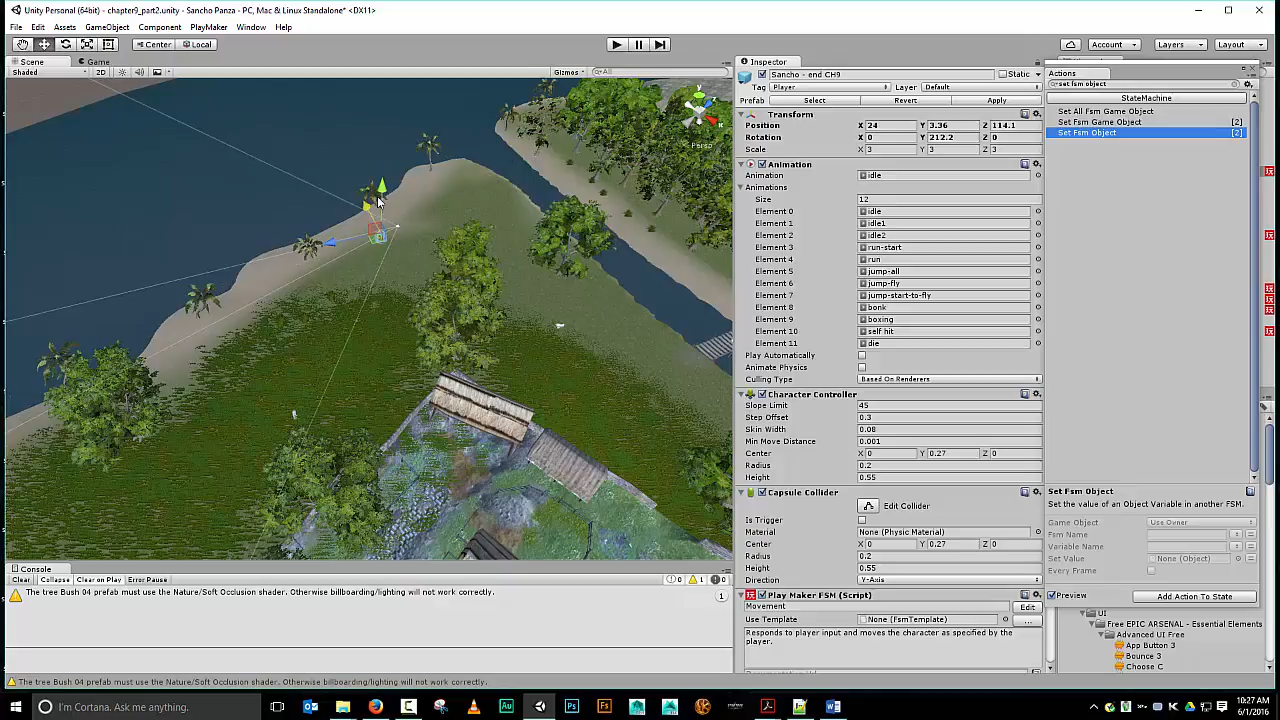 Unity Personal (64bit) - chapter9_part2.unity - Sancho Panza - PC, Mac & Linux Standalone* <DX11>
File Edit Assets GameObject Component PlayMaker Window Help
Center Local Account Layers Layout
Scene Game
Shaded 2D Gizmos All
Persp
Inspector
Sancho - end CH9 Static
Tag Player Layer Default
Prefab Select Revert Apply
Transform
Position X 24 Y 3.36 Z 114.1
Rotation X 0 Y 212.2 Z 0
Scale X 3 Y 3 Z 3
Animation
Animation idle
Animations
Size 12
Element 0 idle
Element 1 idle1
Element 2 idle2
Element 3 run-start
Element 4 run
Element 5 jump-all
Element 6 jump-fly
Element 7 jump-start-to-fly
Element 8 bonk
Element 9 boxing
Element 10 self hit
Element 11 die
Play Automatically
Animate Physics
Culling Type Based On Renderers
Character Controller
Slope Limit 45
Step Offset 0.3
Skin Width 0.08
Min Move Distance 0.001
Center X 0 Y 0.27 Z 0
Radius 0.2
Height 0.55
Capsule Collider
Edit Collider
Is Trigger
Material None (Physic Material)
Center X 0 Y 0.27 Z 0
Radius 0.2
Height 0.55
Direction Y-Axis
Play Maker FSM (Script)
Movement Edit
Use Template None (FsmTemplate) ...
Responds to player input and moves the character as specified by the
player.
Actions
set fsm object
StateMachine
Set All Fsm Game Object
Set Fsm Game Object [2]
Set Fsm Object [2]
Set Fsm Object
Set the value of an Object Variable in another FSM.
Game Object Use Owner
Fsm Name
Variable Name
Set Value None (Object)
Every Frame
Preview Add Action To State
UI
Free EPIC ARSENAL - Essential Elements
Advanced UI Free
App Button 3
Bounce 3
Choose C
Console
Clear Collapse Clear on Play Error Pause 0 1 0
The tree Bush 04 prefab must use the Nature/Soft Occlusion shader. Otherwise billboarding/lighting will not work correctly. 1
The tree Bush 04 prefab must use the Nature/Soft Occlusion shader. Otherwise billboarding/lighting will not work correctly.
I'm Cortana. Ask me anything.
10:27 AM
6/1/2016